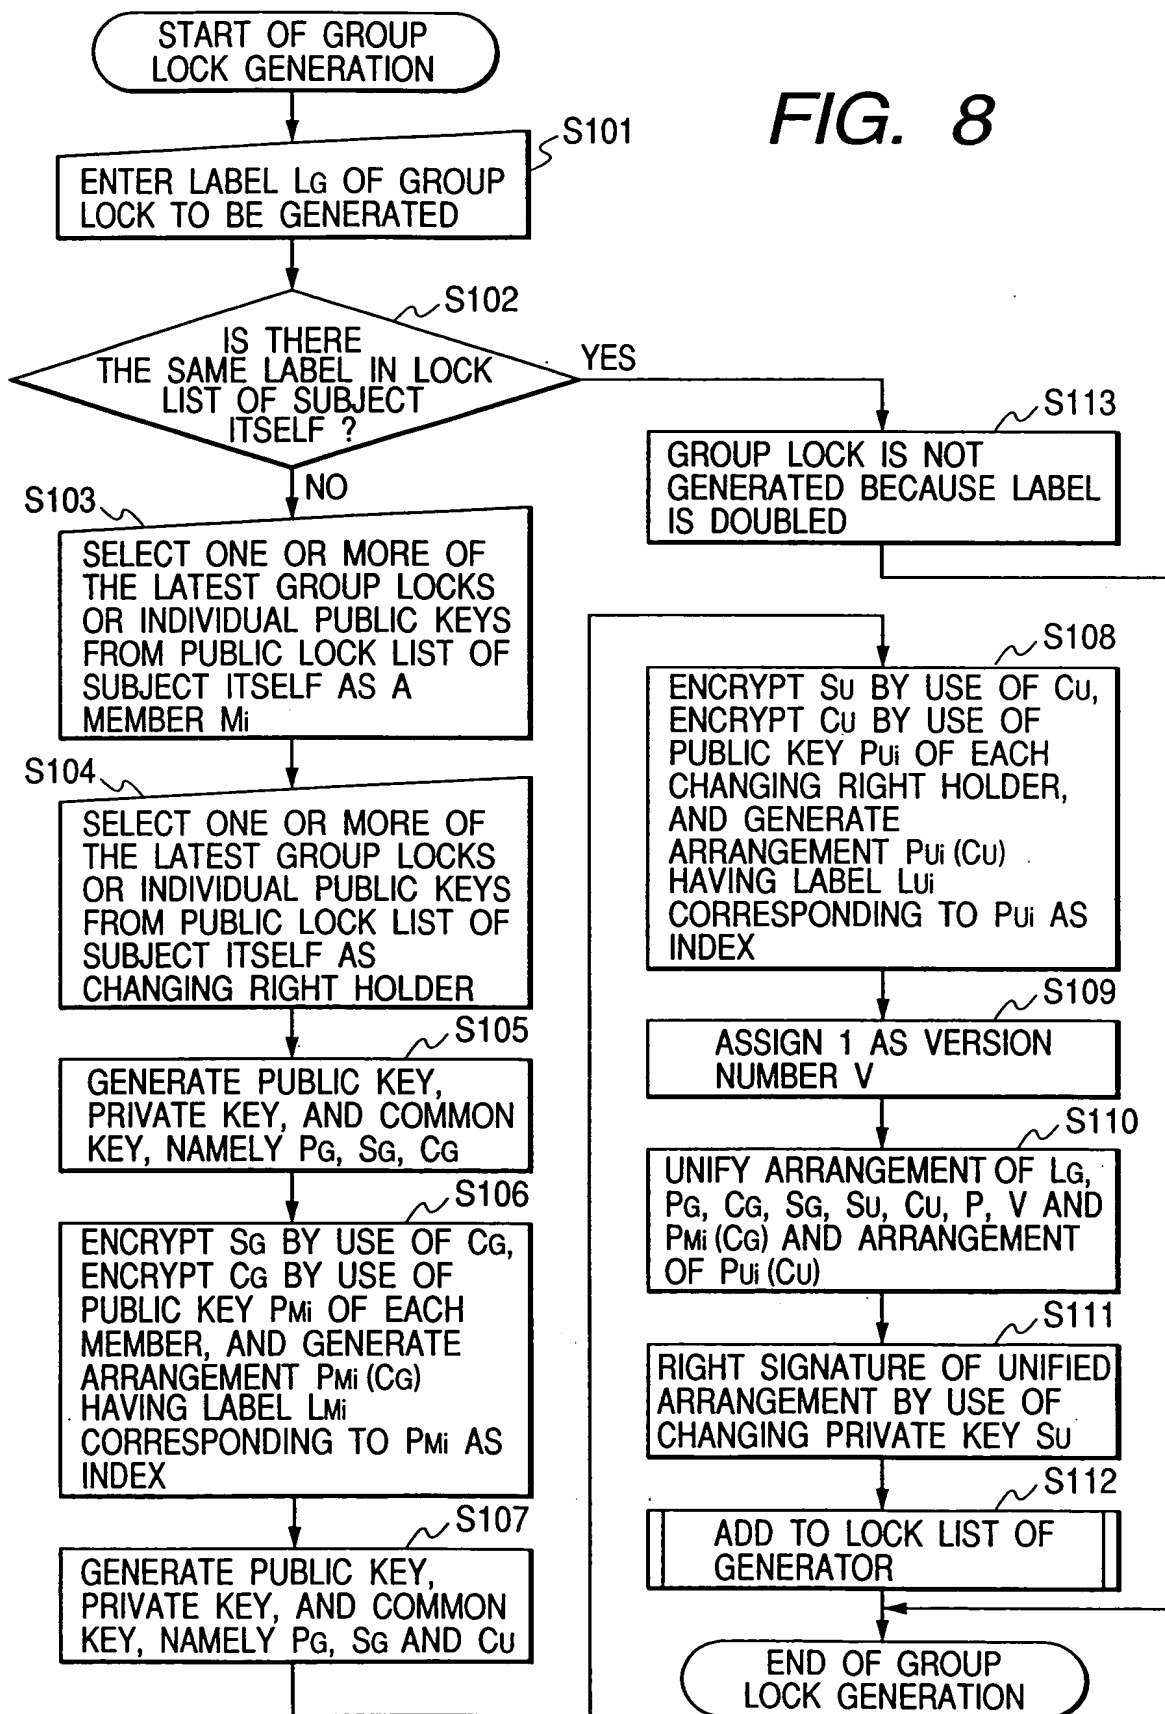 START OF GROUP
LOCK GENERATION
FIG. 8
S101
ENTER LABEL LG OF GROUP
LOCK TO BE GENERATED
S102
IS THERE
THE SAME LABEL IN LOCK
LIST OF SUBJECT
ITSELF ?
YES
NO
S103
SELECT ONE OR MORE OF
THE LATEST GROUP LOCKS
OR INDIVIDUAL PUBLIC KEYS
FROM PUBLIC LOCK LIST OF
SUBJECT ITSELF AS A
MEMBER Mi
S104
SELECT ONE OR MORE OF
THE LATEST GROUP LOCKS
OR INDIVIDUAL PUBLIC KEYS
FROM PUBLIC LOCK LIST OF
SUBJECT ITSELF AS
CHANGING RIGHT HOLDER
S105
GENERATE PUBLIC KEY,
PRIVATE KEY, AND COMMON
KEY, NAMELY PG, SG, CG
S106
ENCRYPT SG BY USE OF CG,
ENCRYPT CG BY USE OF
PUBLIC KEY PMi OF EACH
MEMBER, AND GENERATE
ARRANGEMENT PMi (CG)
HAVING LABEL LMi
CORRESPONDING TO PMi AS
INDEX
S107
GENERATE PUBLIC KEY,
PRIVATE KEY, AND COMMON
KEY, NAMELY PG, SG AND CU
S113
GROUP LOCK IS NOT
GENERATED BECAUSE LABEL
IS DOUBLED
S108
ENCRYPT SU BY USE OF CU,
ENCRYPT CU BY USE OF
PUBLIC KEY PUi OF EACH
CHANGING RIGHT HOLDER,
AND GENERATE
ARRANGEMENT PUi (CU)
HAVING LABEL LUi
CORRESPONDING TO PUi AS
INDEX
S109
ASSIGN 1 AS VERSION
NUMBER V
S110
UNIFY ARRANGEMENT OF LG,
PG, CG, SG, SU, CU, P, V AND
PMi (CG) AND ARRANGEMENT
OF PUi (CU)
S111
RIGHT SIGNATURE OF UNIFIED
ARRANGEMENT BY USE OF
CHANGING PRIVATE KEY SU
S112
ADD TO LOCK LIST OF
GENERATOR
END OF GROUP
LOCK GENERATION